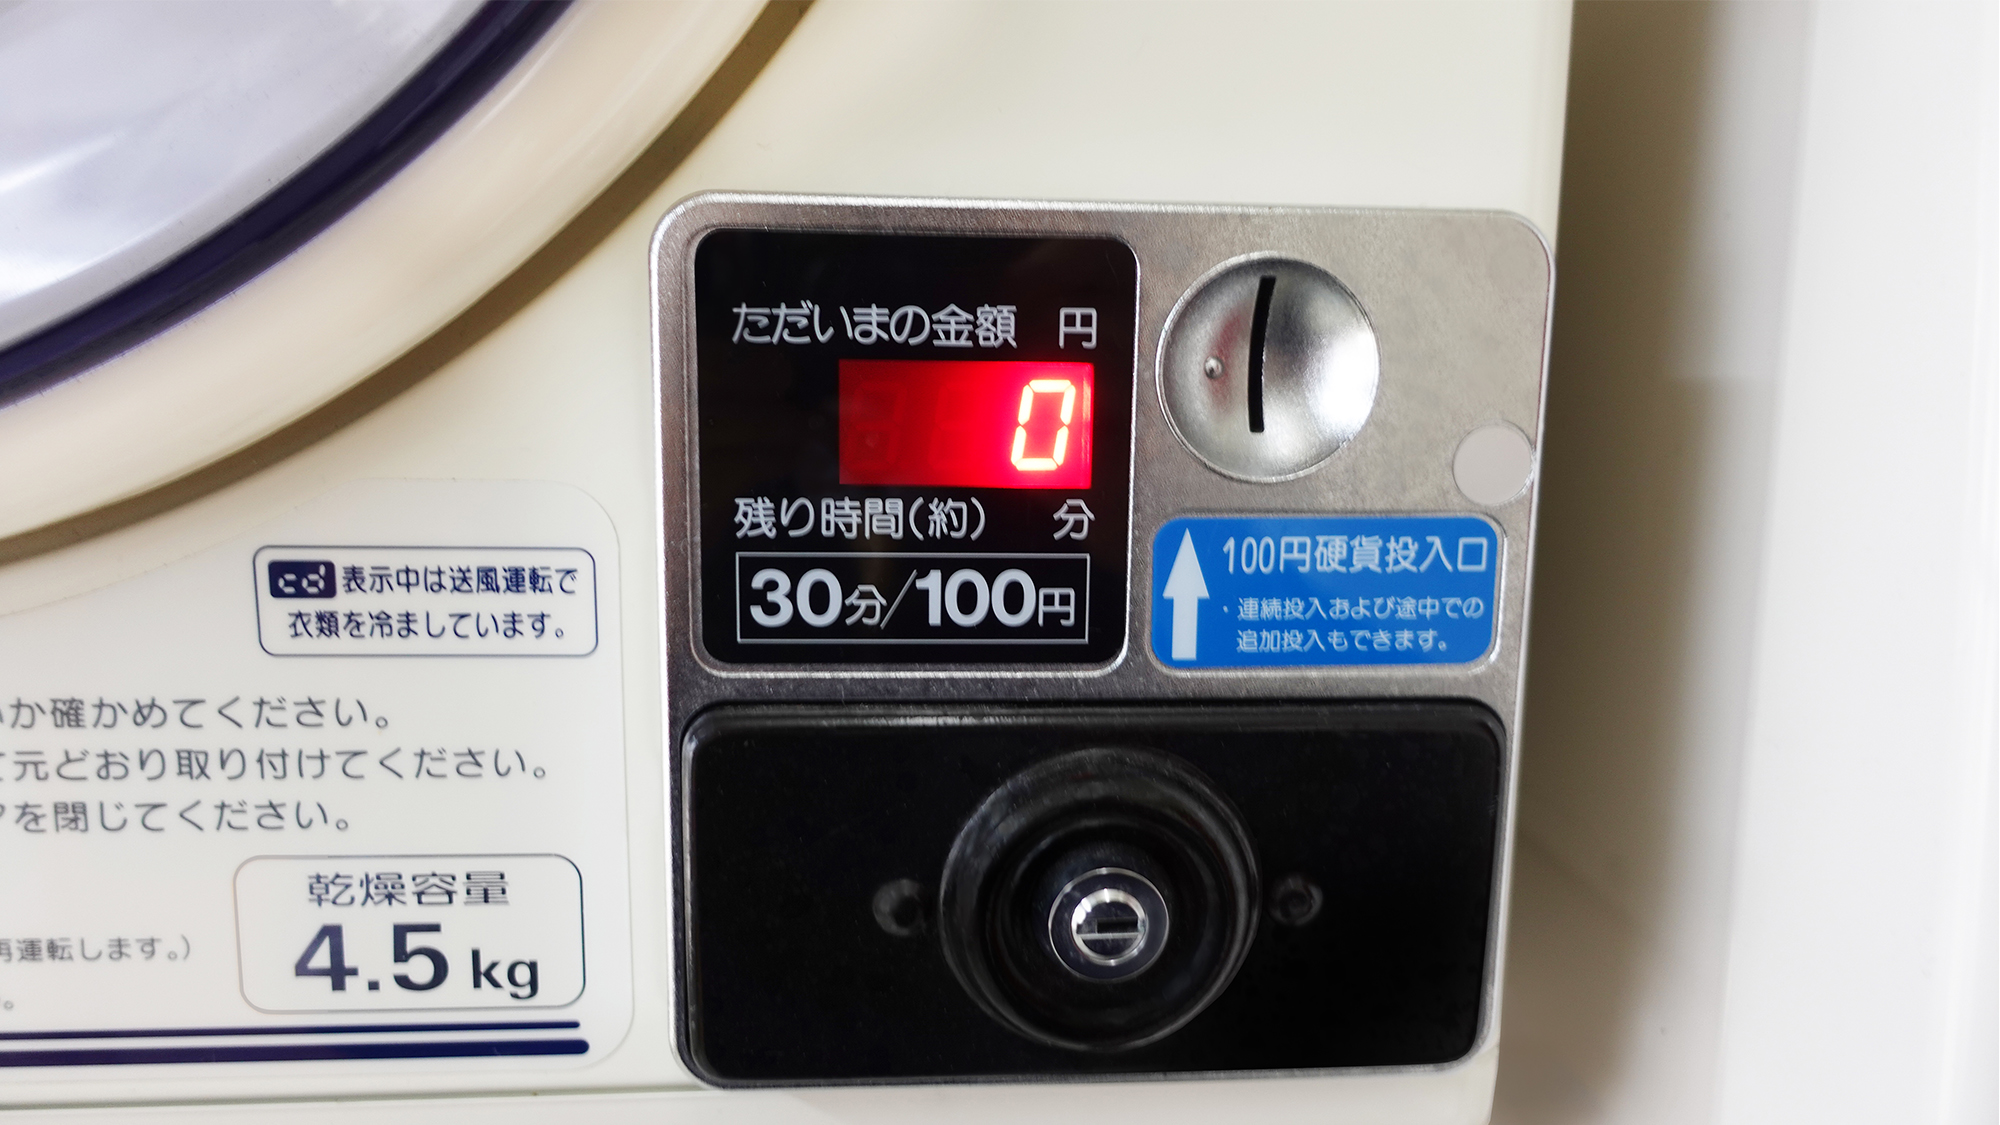 ただいまの金額 円
0
残り時間(約) 分
30分/100円
100円硬貨投入口
・連続投入および途中での
追加投入もできます。
cd 表示中は送風運転で
衣類を冷ましています。
か確かめてください。
元どおり取り付けてください。
を閉じてください。
乾燥容量
4.5 kg
再運転します。)